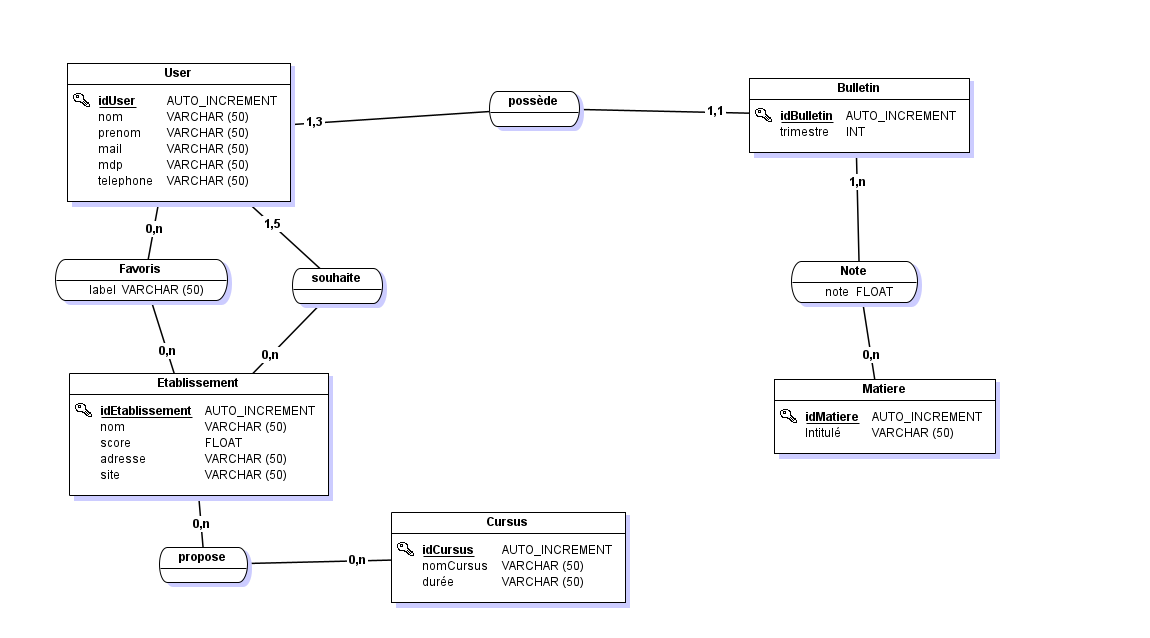 User
idUser AUTO_INCREMENT
nom VARCHAR (50)
prenom VARCHAR (50)
mail VARCHAR (50)
mdp VARCHAR (50)
telephone VARCHAR (50)
1,3
possède
1,1
Bulletin
idBulletin AUTO_INCREMENT
trimestre INT
0,n
1,5
1,n
Favoris
label VARCHAR (50)
souhaite
Note
note FLOAT
0,n
0,n
0,n
Etablissement
idEtablissement AUTO_INCREMENT
nom VARCHAR (50)
score FLOAT
adresse VARCHAR (50)
site VARCHAR (50)
Matiere
idMatiere AUTO_INCREMENT
Intitulé VARCHAR (50)
0,n
propose
0,n
Cursus
idCursus AUTO_INCREMENT
nomCursus VARCHAR (50)
durée VARCHAR (50)